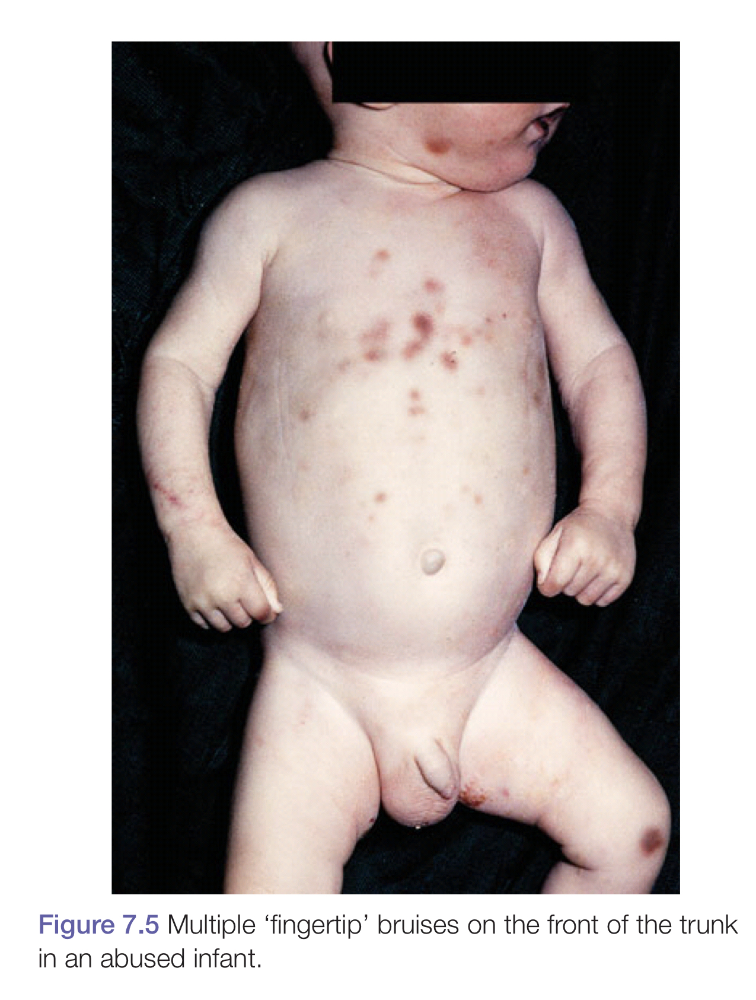 Figure 7.5 Multiple ‘fingertip’ bruises on the front of the trunk
in an abused infant.